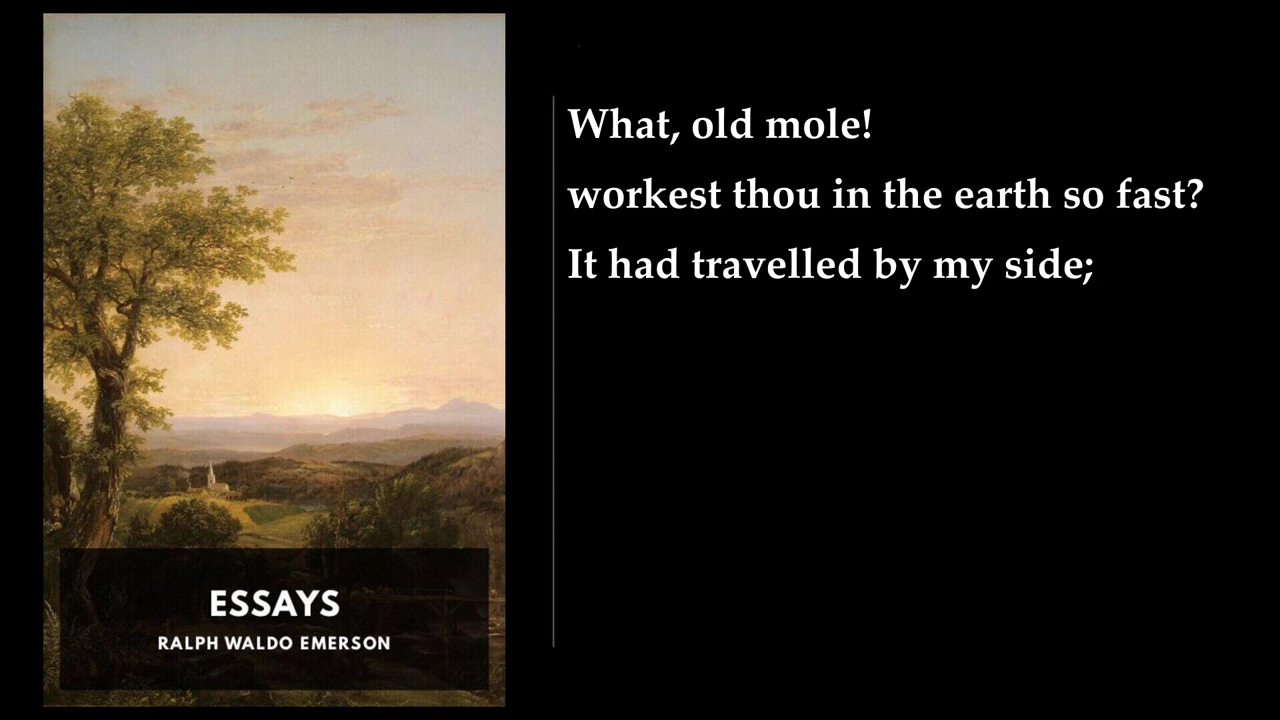 What, old mole!
workest thou in the earth so fast?
It had travelled by my side;
ESSAYS
RALPH WALDO EMERSON